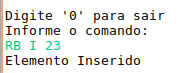 Digite '0' para sair
Informe o comando:
RB I 23
Elemento Inserido